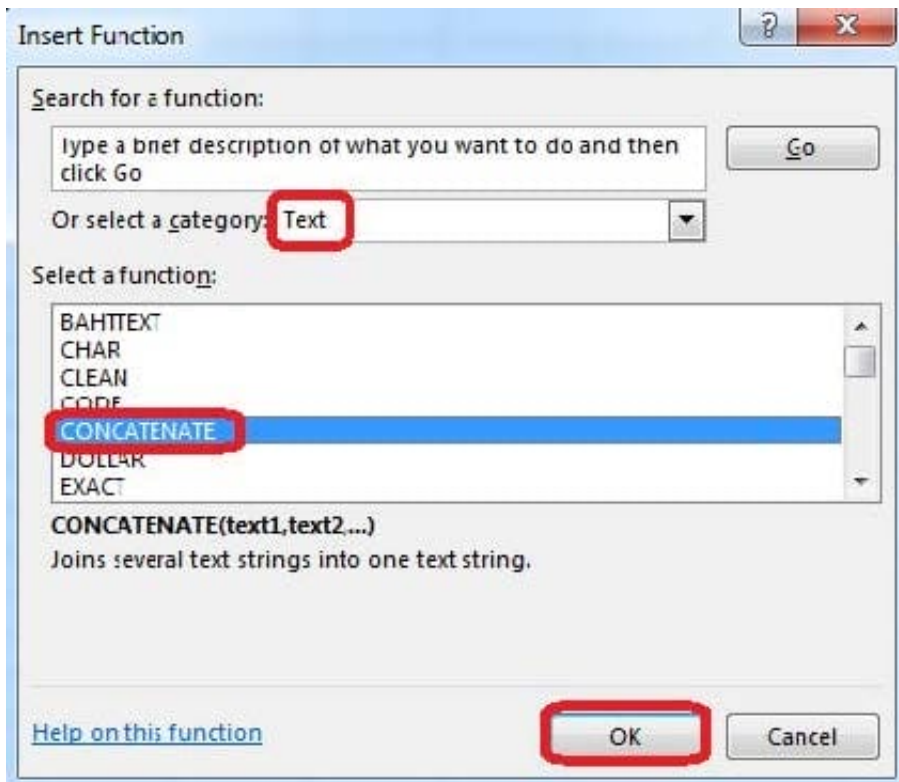 Insert Function
?
X
Search for a function:
Type a brief description of what you want to do and then
click Go
Go
Or select a category: Text
Select a function:
BAHTTEXT
CHAR
CLEAN
CODE
CONCATENATE
DOLLAR
EXACT
CONCATENATE(text1,text2,...)
Joins several text strings into one text string.
Help on this function
OK
Cancel